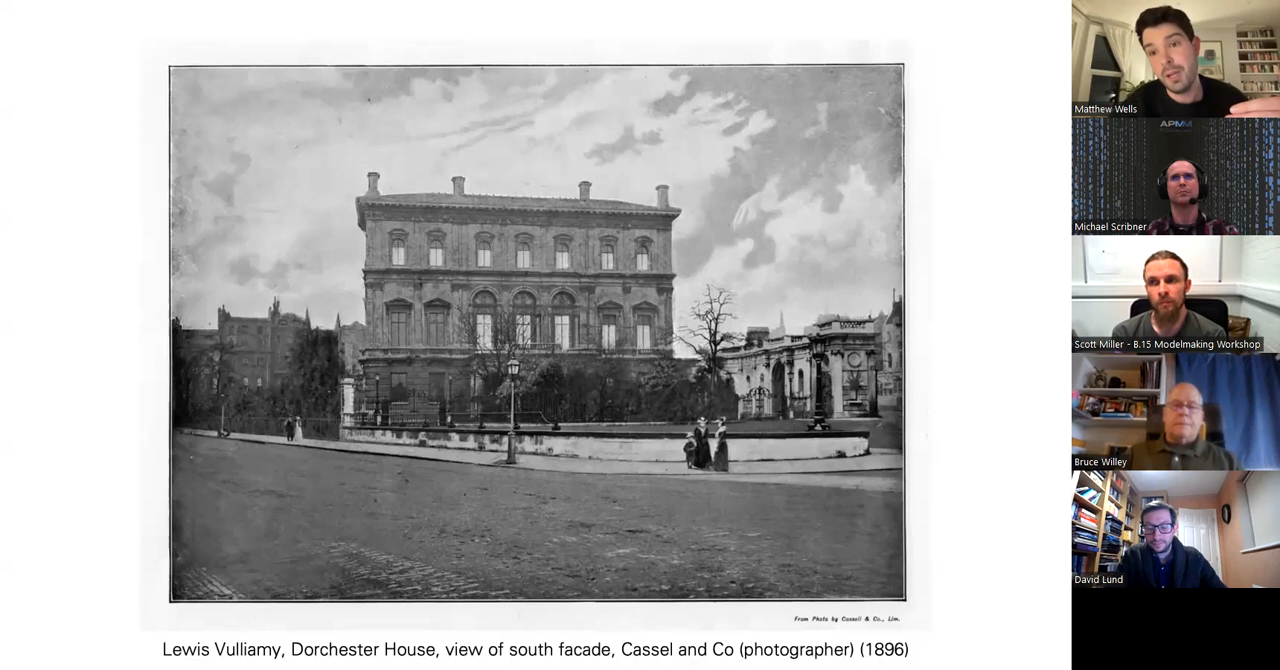 From Photo by Cassell & Co., Lim.
Lewis Vulliamy, Dorchester House, view of south facade, Cassel and Co (photographer) (1896)
Matthew Wells
APMM
Michael Scribner
Scott Miller - B.15 Modelmaking Workshop
Bruce Willey
David Lund